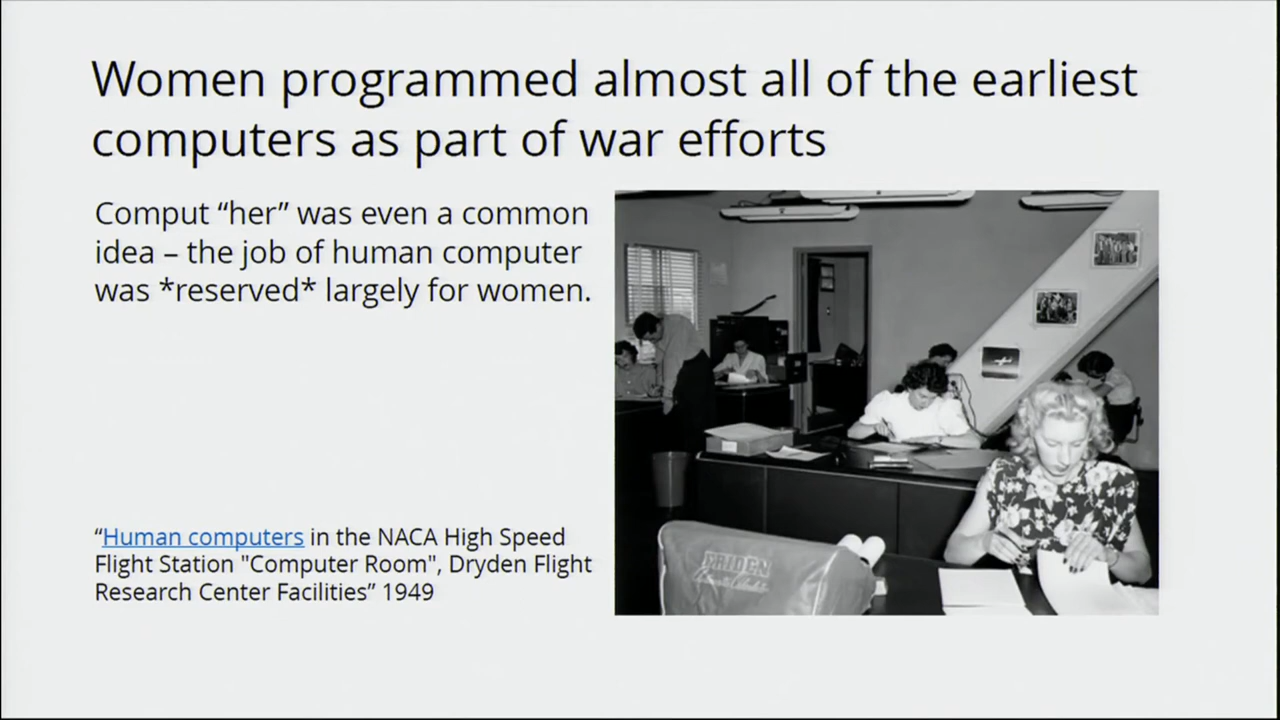 Women programmed almost all of the earliest
computers as part of war efforts
Comput “her” was even a common
idea – the job of human computer
was *reserved* largely for women.
“Human computers in the NACA High Speed
Flight Station "Computer Room", Dryden Flight
Research Center Facilities” 1949
FRIDEN